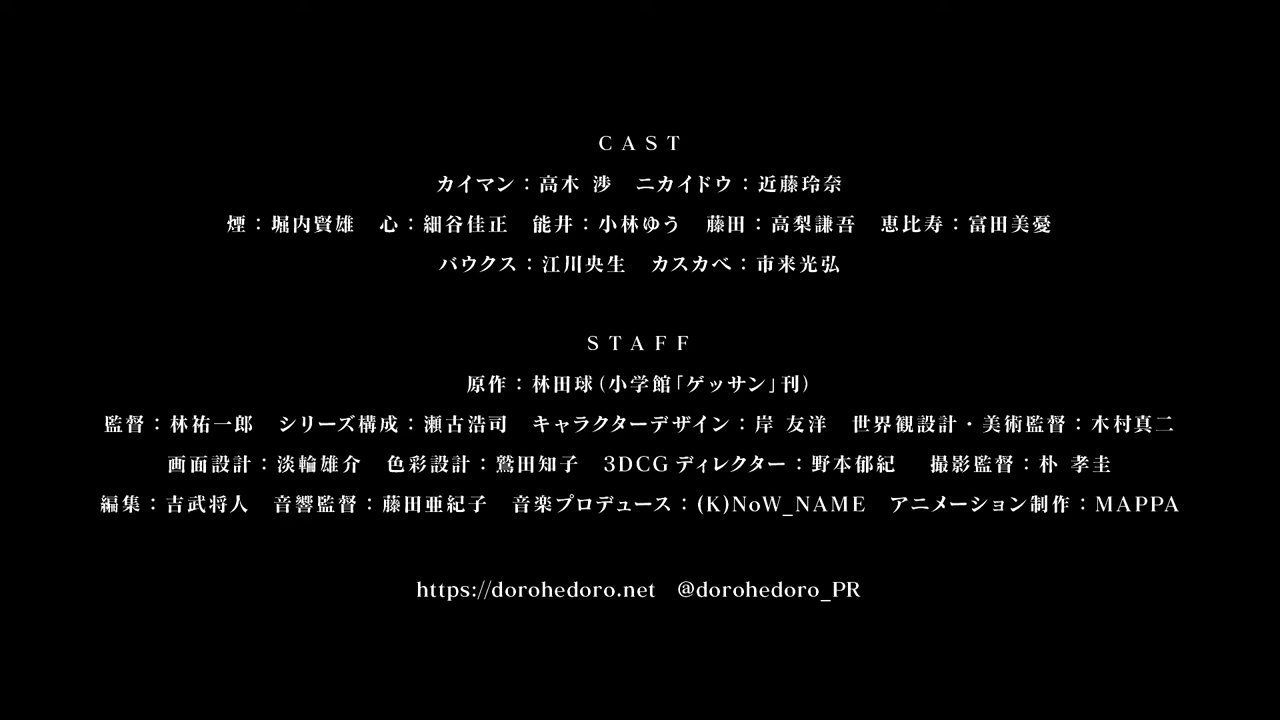 CAST
カイマン：高木 渉　ニカイドウ：近藤玲奈
煙：堀内賢雄　心：細谷佳正　能井：小林ゆう　藤田：高梨謙吾　恵比寿：富田美憂
バウクス：江川央生　カスカベ：市来光弘
STAFF
原作：林田球（小学館「ゲッサン」刊）
監督：林祐一郎　シリーズ構成：瀬古浩司　キャラクターデザイン：岸 友洋　世界観設計・美術監督：木村真二
画面設計：淡輪雄介　色彩設計：鷲田知子　3DCGディレクター：野本郁紀　撮影監督：朴 孝圭
編集：吉武将人　音響監督：藤田亜紀子　音楽プロデュース：(K)NoW_NAME　アニメーション制作：MAPPA
https://dorohedoro.net　@dorohedoro_PR